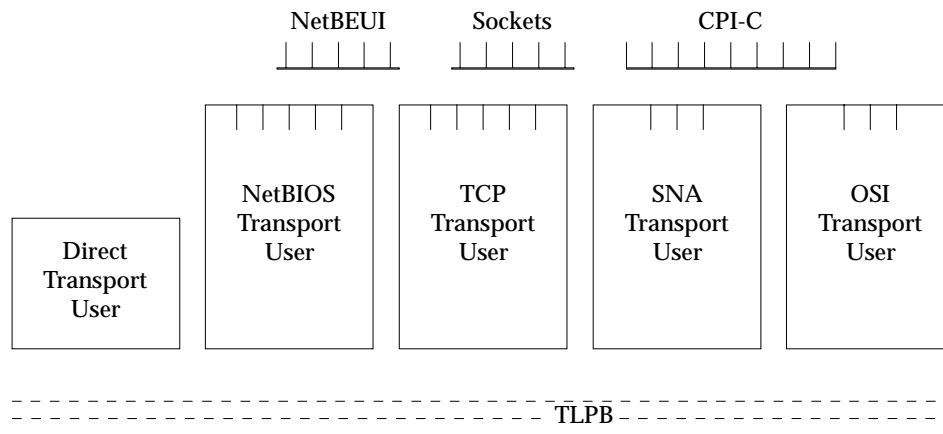 NetBEUI
Sockets
CPI-C
NetBIOS
Transport
User
TCP
Transport
User
SNA
Transport
User
OSI
Transport
User
Direct
Transport
User
TLPB